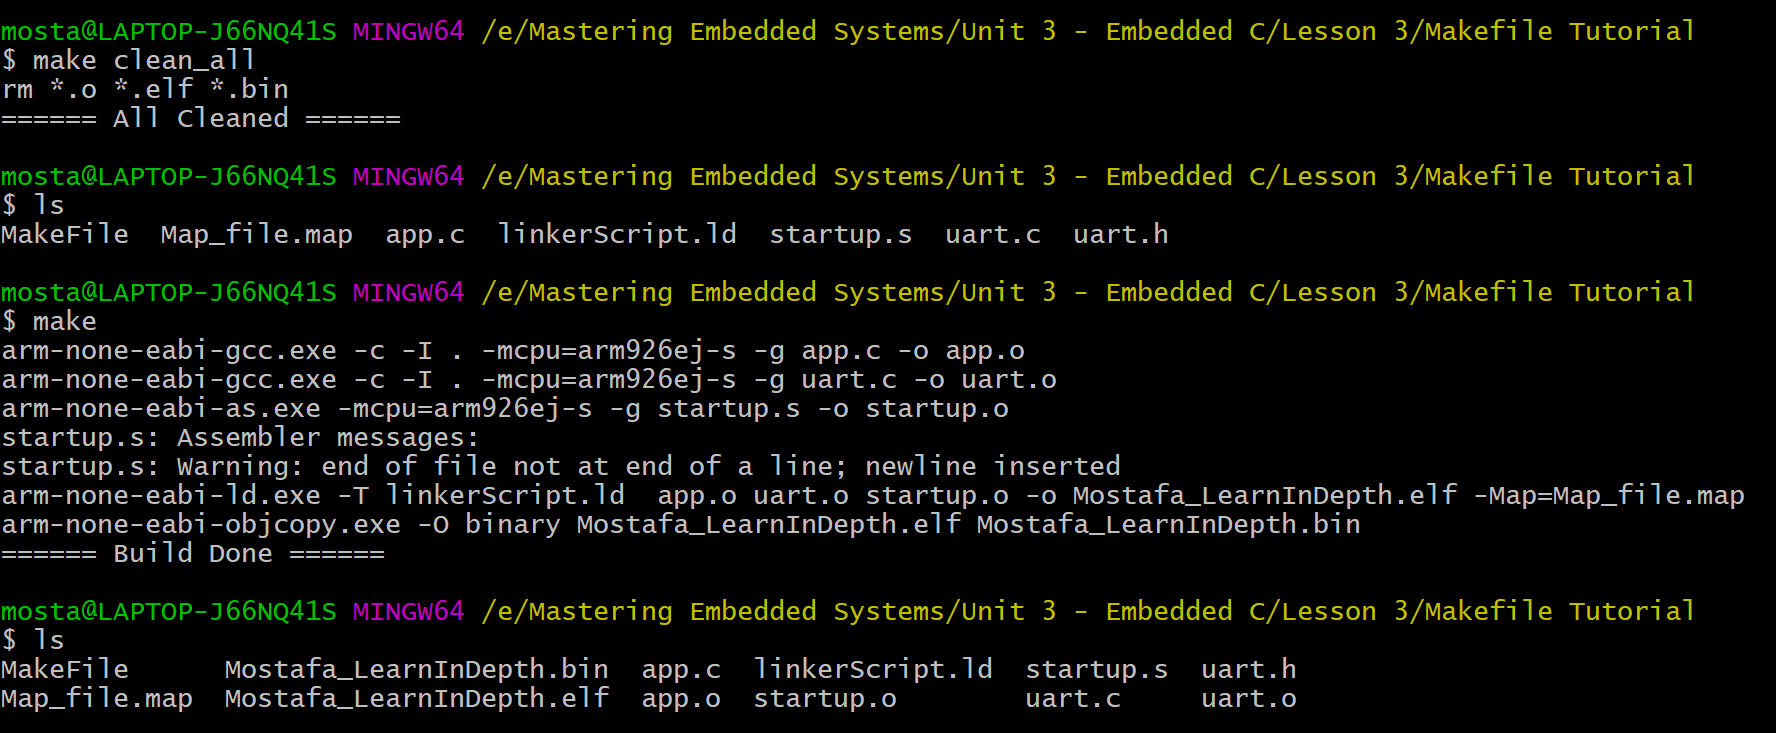 mosta@LAPTOP-J66NQ41S MINGW64 /e/Mastering Embedded Systems/Unit 3 - Embedded C/Lesson 3/Makefile Tutorial
$ make clean_all
rm *.o *.elf *.bin
====== All Cleaned ======
mosta@LAPTOP-J66NQ41S MINGW64 /e/Mastering Embedded Systems/Unit 3 - Embedded C/Lesson 3/Makefile Tutorial
$ ls
MakeFile  Map_file.map  app.c  linkerScript.ld  startup.s  uart.c  uart.h
mosta@LAPTOP-J66NQ41S MINGW64 /e/Mastering Embedded Systems/Unit 3 - Embedded C/Lesson 3/Makefile Tutorial
$ make
arm-none-eabi-gcc.exe -c -I . -mcpu=arm926ej-s -g app.c -o app.o
arm-none-eabi-gcc.exe -c -I . -mcpu=arm926ej-s -g uart.c -o uart.o
arm-none-eabi-as.exe -mcpu=arm926ej-s -g startup.s -o startup.o
startup.s: Assembler messages:
startup.s: Warning: end of file not at end of a line; newline inserted
arm-none-eabi-ld.exe -T linkerScript.ld  app.o uart.o startup.o -o Mostafa_LearnInDepth.elf -Map=Map_file.map
arm-none-eabi-objcopy.exe -O binary Mostafa_LearnInDepth.elf Mostafa_LearnInDepth.bin
====== Build Done ======
mosta@LAPTOP-J66NQ41S MINGW64 /e/Mastering Embedded Systems/Unit 3 - Embedded C/Lesson 3/Makefile Tutorial
$ ls
MakeFile      Mostafa_LearnInDepth.bin  app.c  linkerScript.ld  startup.s  uart.h
Map_file.map  Mostafa_LearnInDepth.elf  app.o  startup.o        uart.c     uart.o